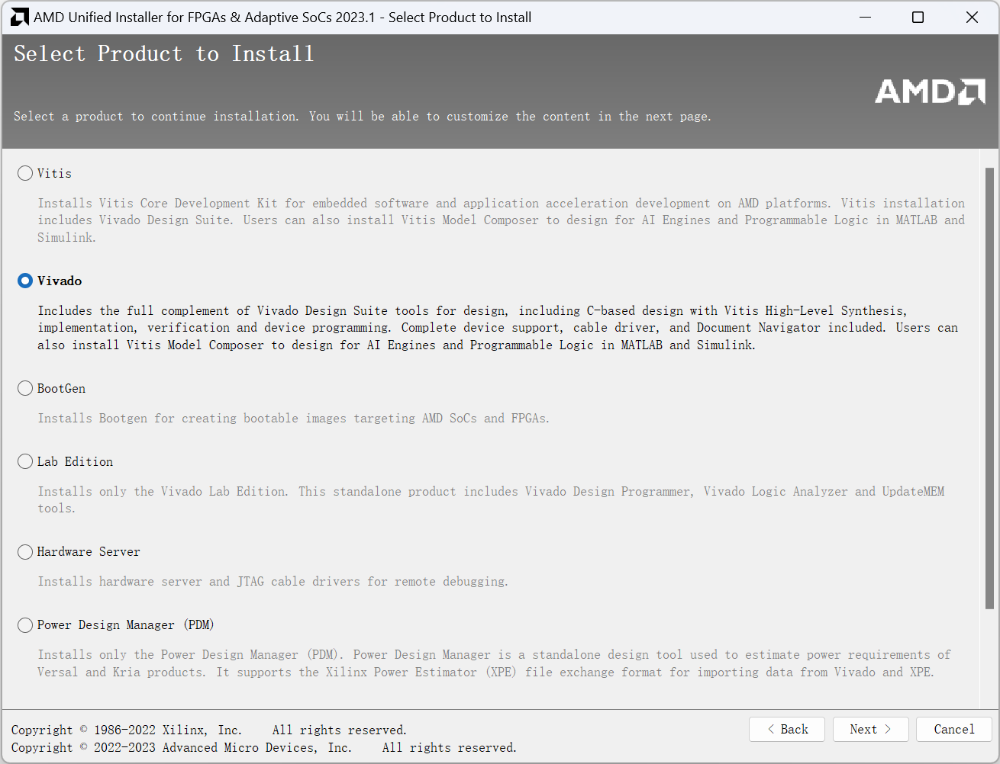 AMD Unified Installer for FPGAs & Adaptive SoCs 2023.1 - Select Product to Install
Select Product to Install
AMD
Select a product to continue installation. You will be able to customize the content in the next page.
Vitis
Installs Vitis Core Development Kit for embedded software and application acceleration development on AMD platforms. Vitis installation
includes Vivado Design Suite. Users can also install Vitis Model Composer to design for AI Engines and Programmable Logic in MATLAB and
Simulink.
Vivado
Includes the full complement of Vivado Design Suite tools for design, including C-based design with Vitis High-Level Synthesis,
implementation, verification and device programming. Complete device support, cable driver, and Document Navigator included. Users can
also install Vitis Model Composer to design for AI Engines and Programmable Logic in MATLAB and Simulink.
BootGen
Installs Bootgen for creating bootable images targeting AMD SoCs and FPGAs.
Lab Edition
Installs only the Vivado Lab Edition. This standalone product includes Vivado Design Programmer, Vivado Logic Analyzer and UpdateMEM
tools.
Hardware Server
Installs hardware server and JTAG cable drivers for remote debugging.
Power Design Manager (PDM)
Installs only the Power Design Manager (PDM). Power Design Manager is a standalone design tool used to estimate power requirements of
Versal and Kria products. It supports the Xilinx Power Estimator (XPE) file exchange format for importing data from Vivado and XPE.
Copyright © 1986-2022 Xilinx, Inc. All rights reserved.
Copyright © 2022-2023 Advanced Micro Devices, Inc. All rights reserved.
< Back
Next >
Cancel